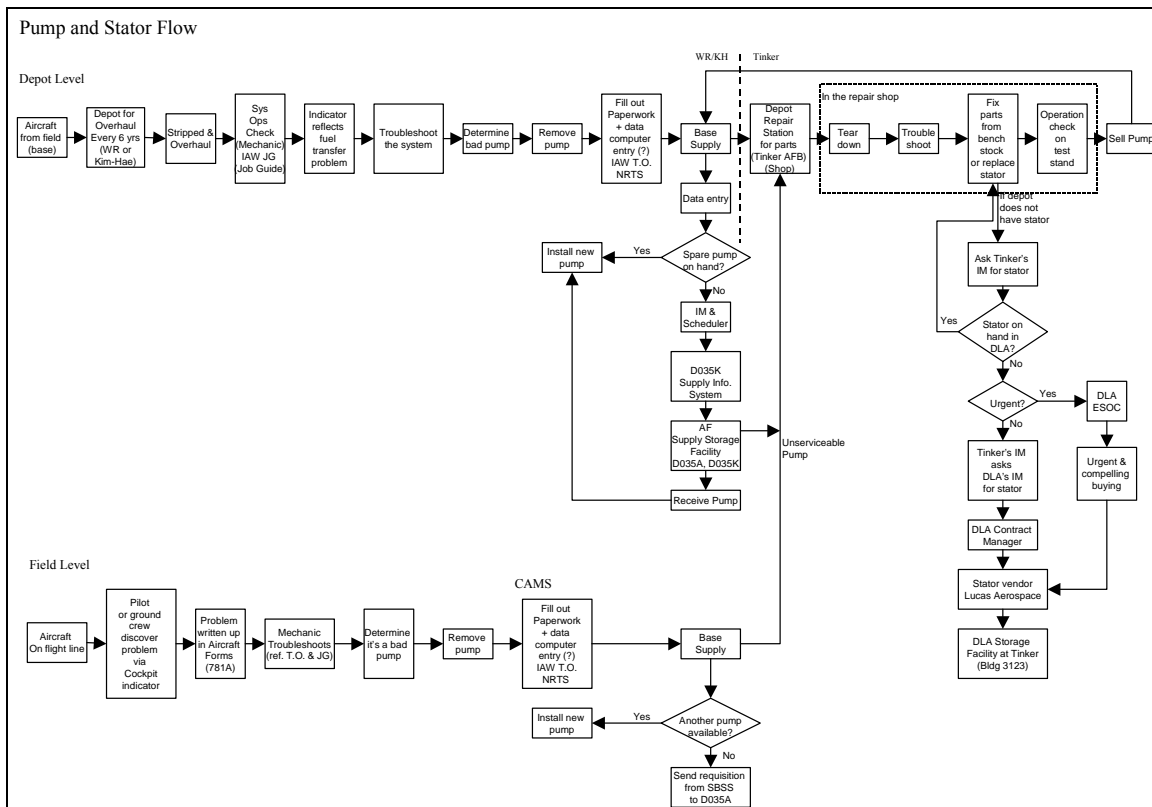 Pump and Stator Flow
WR/KH
Tinker
Depot Level
Aircraft
from field
(base)
Depot for
Overhaul
Every 6 yrs
(WR or
Kim-Hae)
Stripped &
Overhaul
Sys
Ops
Check
(Mechanic)
IAW JG
(Job Guide)
Indicator
reflects
fuel
transfer
problem
Troubleshoot
the system
Determine
bad pump
Remove
pump
Fill out
Paperwork
+ data
computer
entry (?)
IAW T.O.
NRTS
Base
Supply
Depot
Repair
Station
for parts
(Tinker AFB)
(Shop)
In the repair shop
Tear
down
Trouble
shoot
Fix
parts
from
bench
stock
or replace
stator
Operation
check
on
test
stand
Sell Pump
If depot
does not
have stator
Data entry
Spare pump
on hand?
Yes
Install new
pump
No
IM &
Scheduler
D035K
Supply Info.
System
AF
Supply Storage
Facility
D035A, D035K
Receive Pump
Unserviceable
Pump
Ask Tinker's
IM for stator
Stator on
hand in
DLA?
Yes
No
Urgent?
Yes
DLA
ESOC
No
Tinker's IM
asks
DLA's IM
for stator
Urgent &
compelling
buying
DLA Contract
Manager
Stator vendor
Lucas Aerospace
DLA Storage
Facility at Tinker
(Bldg 3123)
Field Level
CAMS
Aircraft
On flight line
Pilot
or ground
crew
discover
problem
via
Cockpit
indicator
Problem
written up
in Aircraft
Forms
(781A)
Mechanic
Troubleshoots
(ref. T.O. & JG)
Determine
it's a bad
pump
Remove
pump
Fill out
Paperwork
+ data
computer
entry (?)
IAW T.O.
NRTS
Base
Supply
Another pump
available?
Yes
Install new
pump
No
Send requisition
from SBSS
to D035A